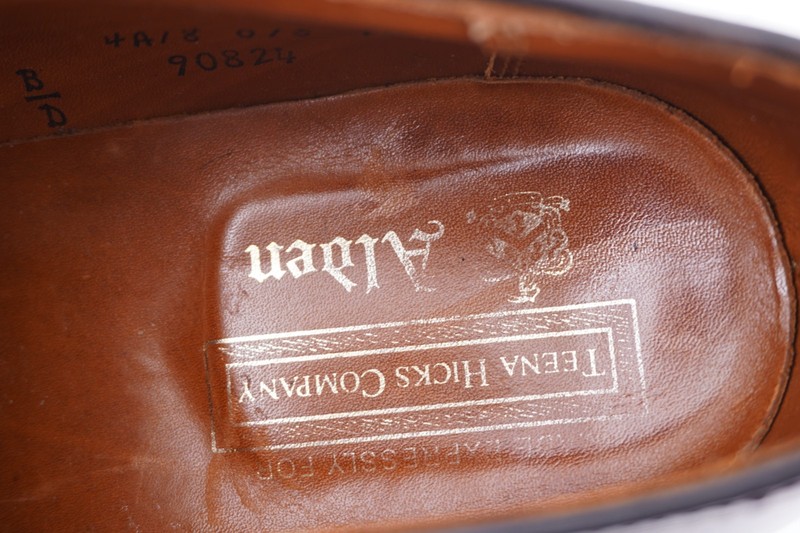 EXPRESSLY FOR
TEENA HICKS COMPANY
Alden
90824
B/D